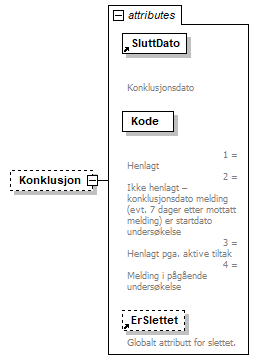 attributes
SluttDato
Konklusjonsdato
Kode
1 =
Henlagt
2 =
Ikke henlagt –
konklusjonsdato melding
(evt. 7 dager etter mottatt
melding) er startdato
undersøkelse
3 =
Henlagt pga. aktive tiltak
4 =
Melding i pågående
undersøkelse
Konklusjon
ErSlettet
Globalt attributt for slettet.